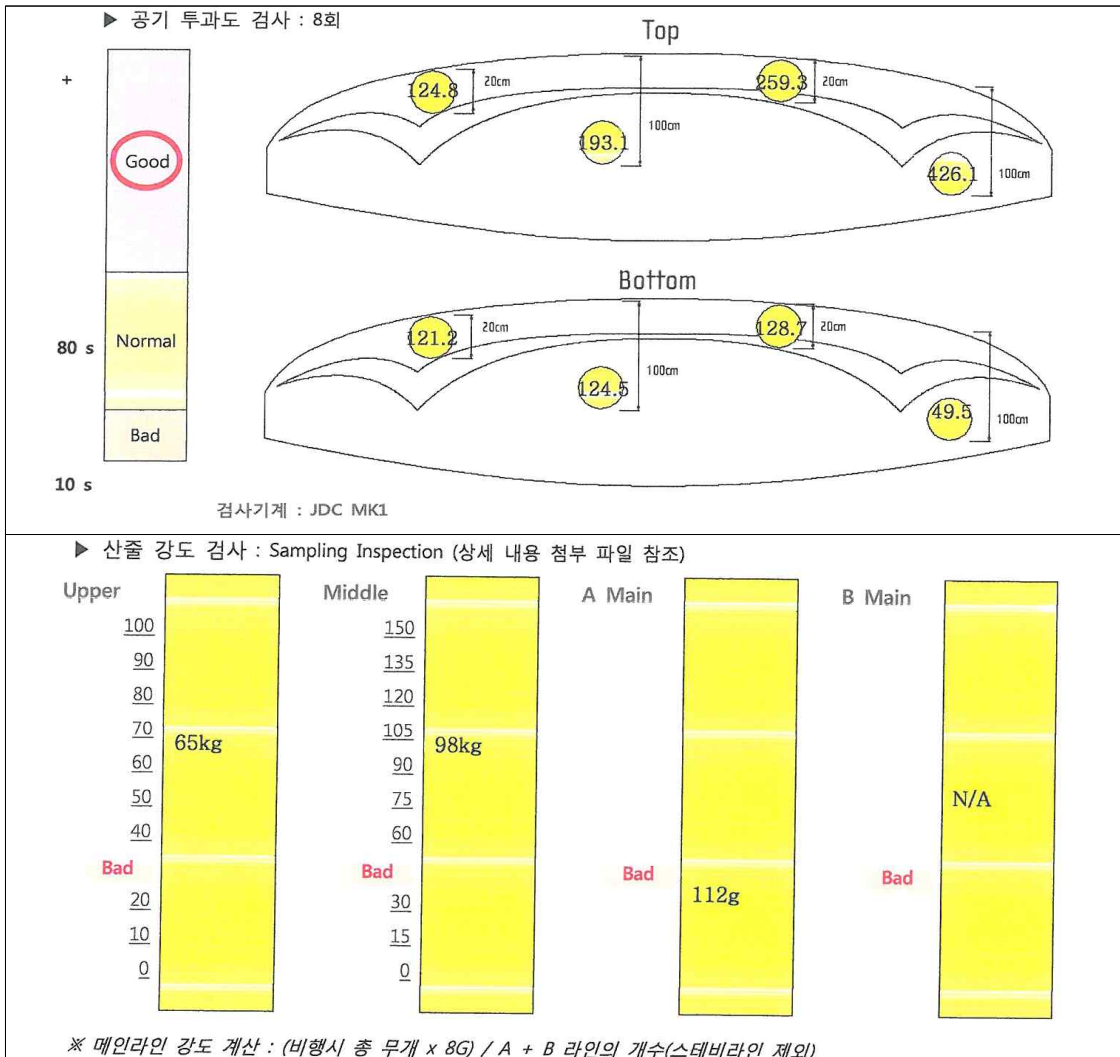 ▶ 공기 투과도 검사 : 8회
+
Good
Normal
80 s
Bad
10 s
Top
124.8
20cm
259.3
20cm
193.1
100cm
426.1
100cm
Bottom
121.2
20cm
128.7
20cm
124.5
100cm
49.5
100cm
검사기계 : JDC MK1
▶ 산줄 강도 검사 : Sampling Inspection (상세 내용 첨부 파일 참조)
Upper
100
90
80
70
60
50
40
Bad
20
10
0
65kg
Middle
150
135
120
105
90
75
60
Bad
30
15
0
98kg
A Main
Bad
112g
B Main
Bad
N/A
※ 메인라인 강도 계산 : (비행시 총 무개 x 8G) / A + B 라인의 개수(스테비라인 제외)